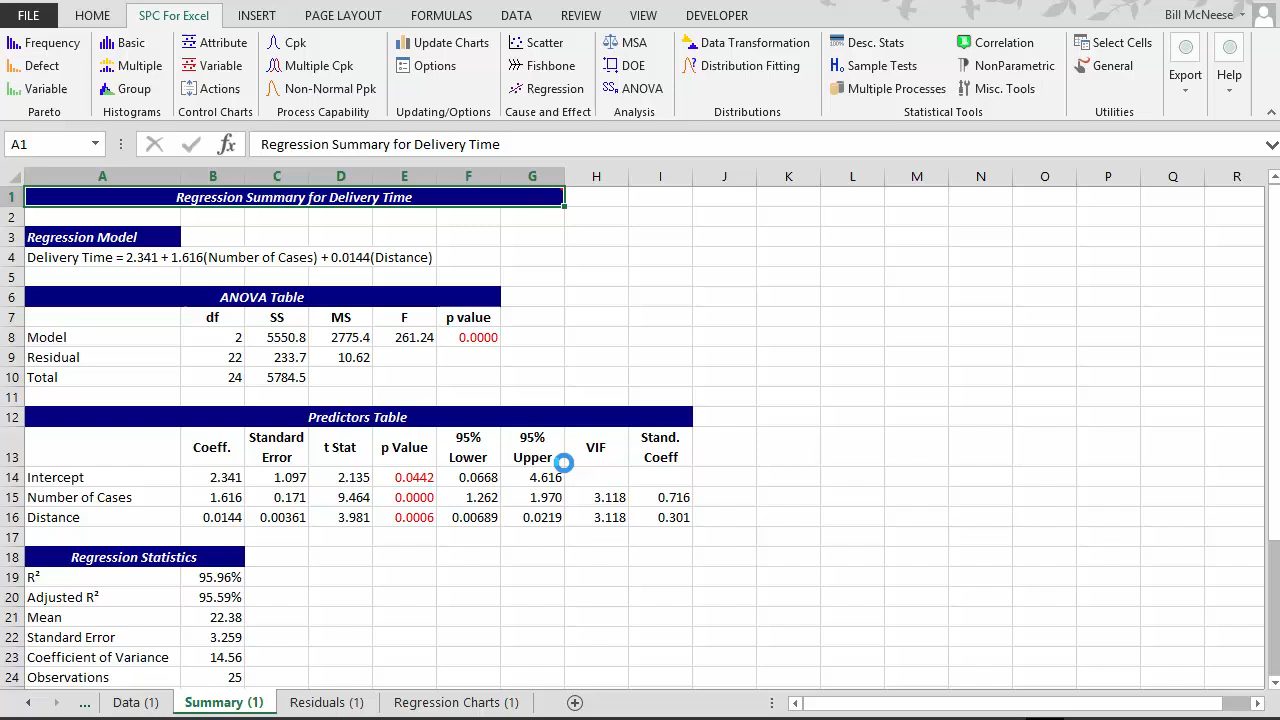 FILE HOME SPC For Excel INSERT PAGE LAYOUT FORMULAS DATA REVIEW VIEW DEVELOPER Bill McNeese
Frequency Basic Attribute Cpk Update Charts Scatter MSA Data Transformation Desc. Stats Correlation Select Cells
Defect Multiple Variable Multiple Cpk Options Fishbone DOE Distribution Fitting Sample Tests NonParametric General Export Help
Variable Group Actions Non-Normal Ppk Regression ANOVA Multiple Processes Misc. Tools
Pareto Histograms Control Charts Process Capability Updating/Options Cause and Effect Analysis Distributions Statistical Tools Utilities
A1 fx Regression Summary for Delivery Time
A B C D E F G H I J K L M N O P Q R
1 Regression Summary for Delivery Time
2
3 Regression Model
4 Delivery Time = 2.341 + 1.616(Number of Cases) + 0.0144(Distance)
5
6 ANOVA Table
7 df SS MS F p value
8 Model 2 5550.8 2775.4 261.24 0.0000
9 Residual 22 233.7 10.62
10 Total 24 5784.5
11
12 Predictors Table
13 Coeff. Standard Error t Stat p Value 95% Lower 95% Upper VIF Stand. Coeff
14 Intercept 2.341 1.097 2.135 0.0442 0.0668 4.616
15 Number of Cases 1.616 0.171 9.464 0.0000 1.262 1.970 3.118 0.716
16 Distance 0.0144 0.00361 3.981 0.0006 0.00689 0.0219 3.118 0.301
17
18 Regression Statistics
19 R² 95.96%
20 Adjusted R² 95.59%
21 Mean 22.38
22 Standard Error 3.259
23 Coefficient of Variance 14.56
24 Observations 25
... Data (1) Summary (1) Residuals (1) Regression Charts (1)